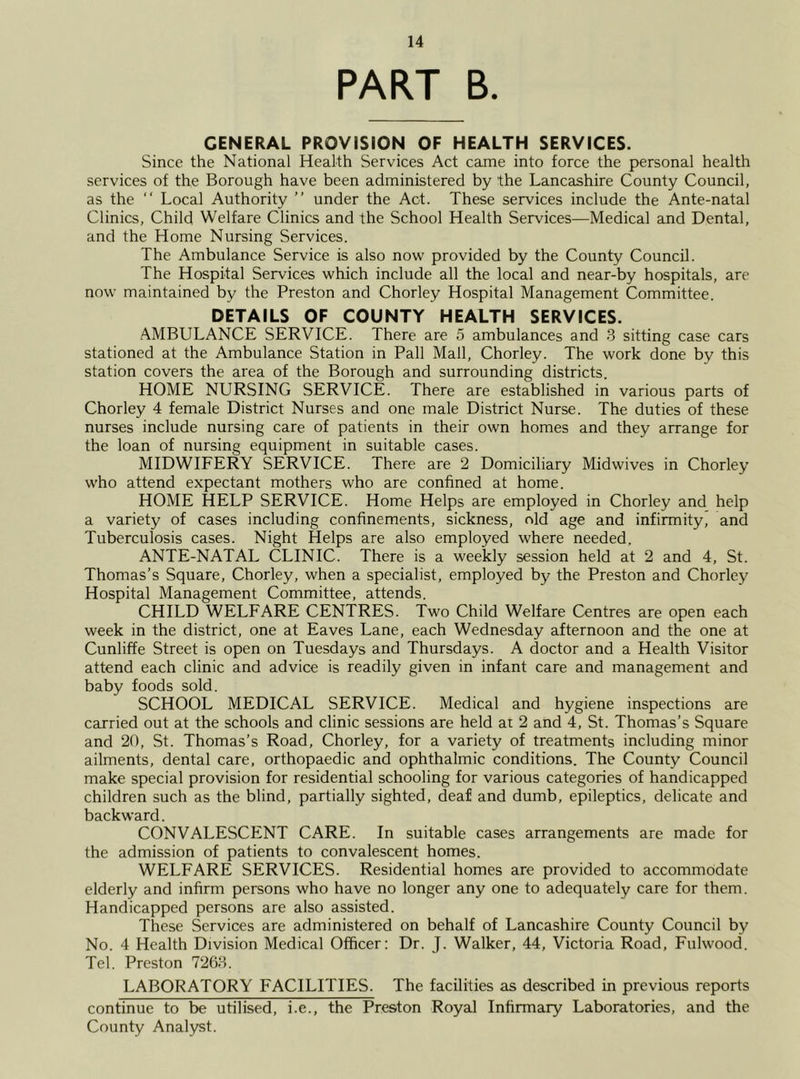 14
PART B.
GENERAL PROVISION OF HEALTH SERVICES.
Since the National Health Services Act came into force the personal health
services of the Borough have been administered by the Lancashire County Council,
as the “ Local Authority ” under the Act. These services include the Ante-natal
Clinics, Child Welfare Clinics and the School Health Services—Medical and Dental,
and the Home Nursing Services.
The Ambulance Service is also now provided by the County Council.
The Hospital Services which include all the local and near-by hospitals, are
now maintained by the Preston and Chorley Hospital Management Committee.
DETAILS OF COUNTY HEALTH SERVICES.
AMBULANCE SERVICE. There are 5 ambulances and 3 sitting case cars
stationed at the Ambulance Station in Pall Mall, Chorley. The work done by this
station covers the area of the Borough and surrounding districts.
HOME NURSING SERVICE. There are established in various parts of
Chorley 4 female District Nurses and one male District Nurse. The duties of these
nurses include nursing care of patients in their own homes and they arrange for
the loan of nursing equipment in suitable cases.
MIDWIFERY SERVICE. There are 2 Domiciliary Midwives in Chorley
who attend expectant mothers who are confined at home.
HOME HELP SERVICE. Home Helps are employed in Chorley and help
a variety of cases including confinements, sickness, old age and infirmity, and
Tuberculosis cases. Night Helps are also employed where needed.
ANTE-NATAL CLINIC. There is a weekly session held at 2 and 4, St.
Thomas's Square, Chorley, when a specialist, employed by the Preston and Chorley
Hospital Management Committee, attends.
CHILD WELFARE CENTRES. Two Child Welfare Centres are open each
week in the district, one at Eaves Lane, each Wednesday afternoon and the one at
Cunliffe Street is open on Tuesdays and Thursdays. A doctor and a Health Visitor
attend each clinic and advice is readily given in infant care and management and
baby foods sold.
SCHOOL MEDICAL SERVICE. Medical and hygiene inspections are
carried out at the schools and clinic sessions are held at 2 and 4, St. Thomas's Square
and 20, St. Thomas's Road, Chorley, for a variety of treatments including minor
ailments, dental care, orthopaedic and ophthalmic conditions. The County Council
make special provision for residential schooling for various categories of handicapped
children such as the blind, partially sighted, deaf and dumb, epileptics, delicate and
backward.
CONVALESCENT CARE. In suitable cases arrangements are made for
the admission of patients to convalescent homes.
WELFARE SERVICES. Residential homes are provided to accommodate
elderly and infirm persons who have no longer any one to adequately care for them.
Handicapped persons are also assisted.
These Services are administered on behalf of Lancashire County Council by
No. 4 Health Division Medical Officer: Dr. J. Walker, 44, Victoria Road, Fulwood.
Tel. Preston 7263.
LABORATORY FACILITIES. The facilities as described in previous reports
continue to be utilised, i.e., the Preston Royal Infirmary Laboratories, and the
County Analyst.